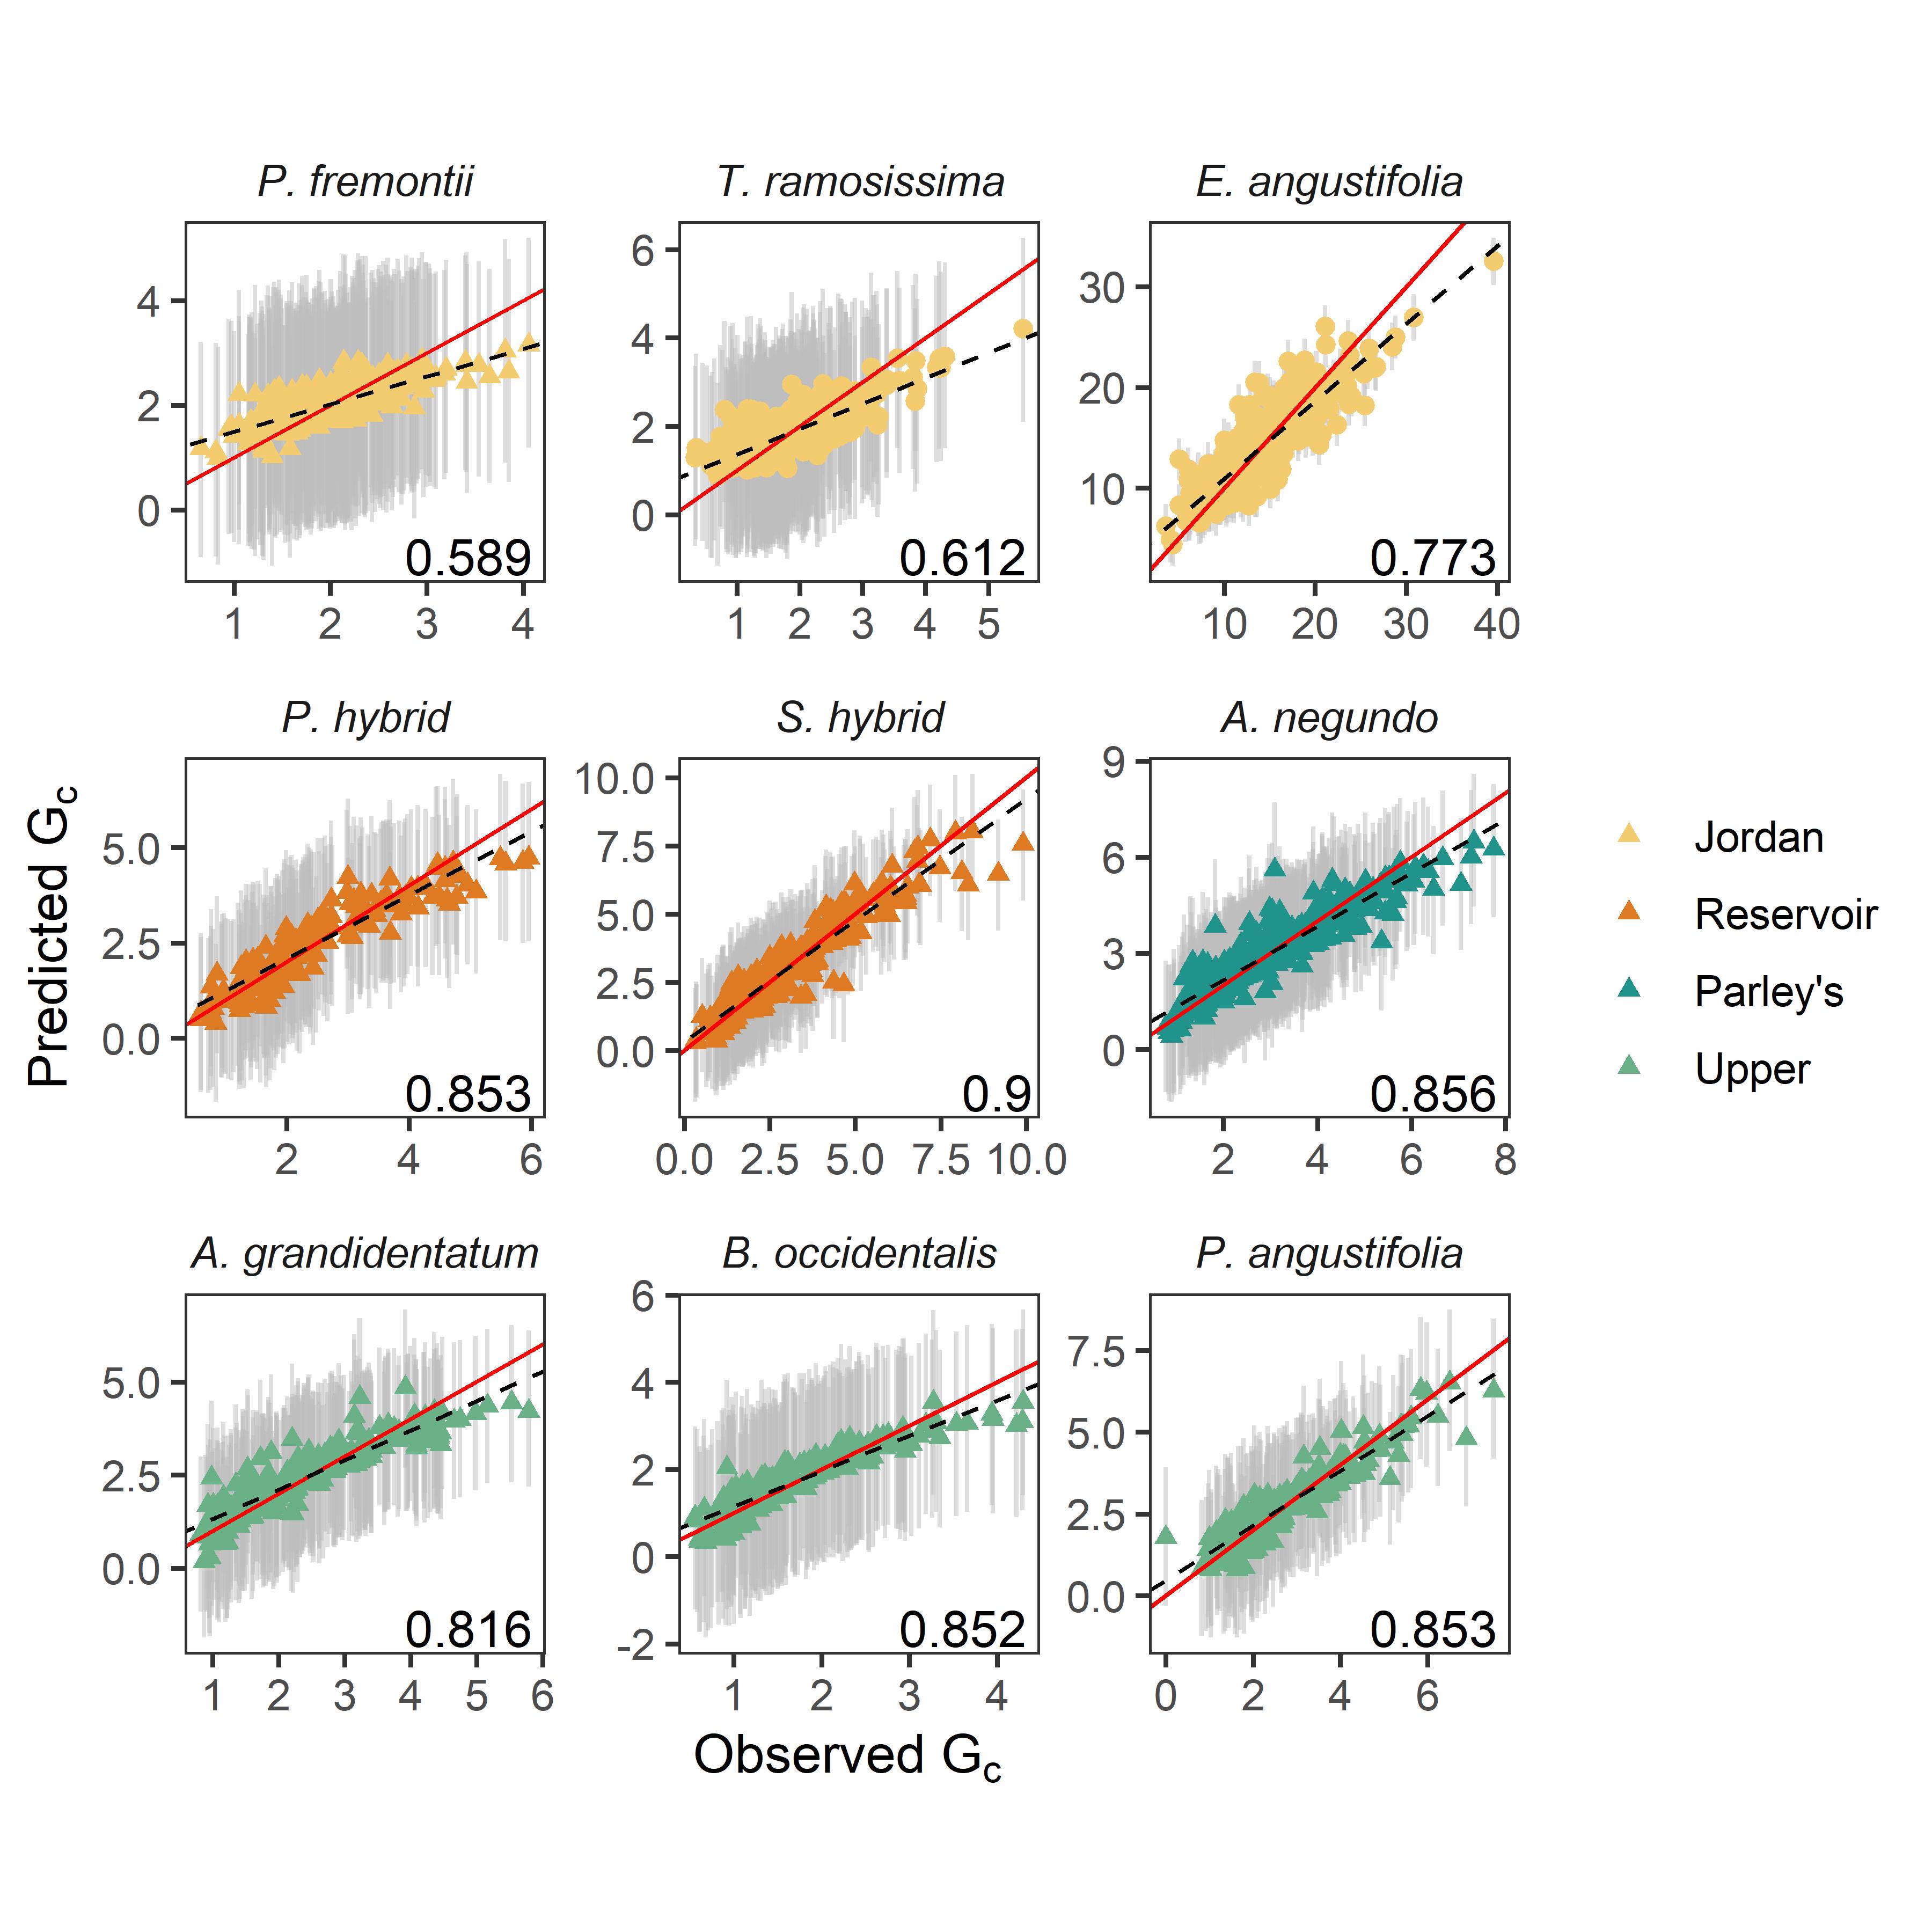 P. fremontii
T. ramosissima
E. angustifolia
4
2
0
0.589
1 2 3 4
6
4
2
0
0.612
1 2 3 4 5
30
20
10
0.773
10 20 30 40
P. hybrid
S. hybrid
A. negundo
Predicted Gc
5.0
2.5
0.0
0.853
2 4 6
10.0
7.5
5.0
2.5
0.0
0.9
0.0 2.5 5.0 7.5 10.0
9
6
3
0
0.856
2 4 6 8
Jordan
Reservoir
Parley's
Upper
A. grandidentatum
B. occidentalis
P. angustifolia
5.0
2.5
0.0
0.816
1 2 3 4 5 6
6
4
2
0
-2
0.852
1 2 3 4
7.5
5.0
2.5
0.0
0.853
0 2 4 6
Observed Gc